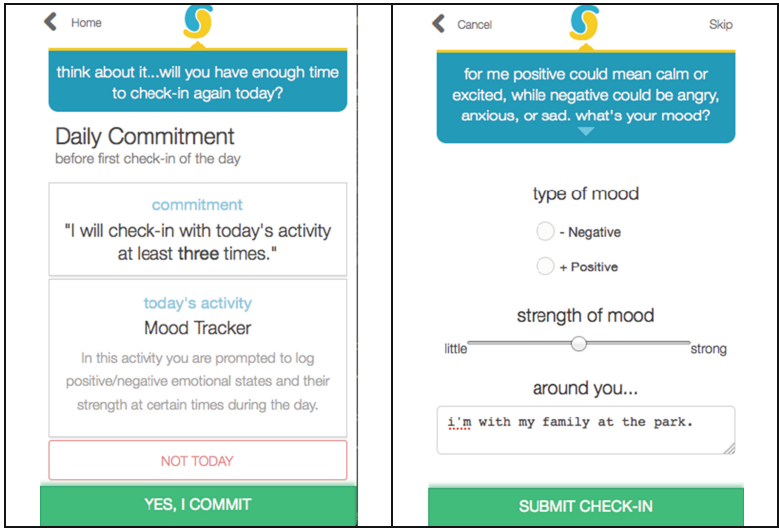 Home
think about it...will you have enough time
to check-in again today?
Daily Commitment
before first check-in of the day
commitment
"I will check-in with today's activity
at least three times."
today's activity
Mood Tracker
In this activity you are prompted to log
positive/negative emotional states and their
strength at certain times during the day.
NOT TODAY
YES, I COMMIT
Cancel
Skip
for me positive could mean calm or
excited, while negative could be angry,
anxious, or sad. what's your mood?
type of mood
- Negative
+ Positive
strength of mood
little
strong
around you...
i'm with my family at the park.
SUBMIT CHECK-IN